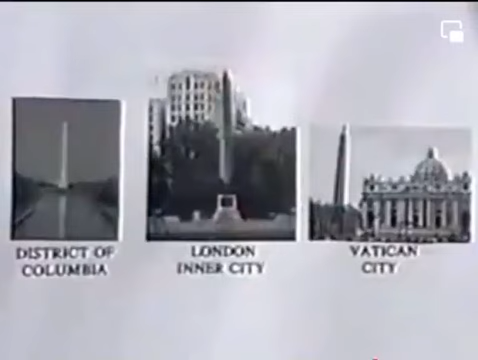 DISTRICT OF
COLUMBIA
LONDON
INNER CITY
VATICAN
CITY